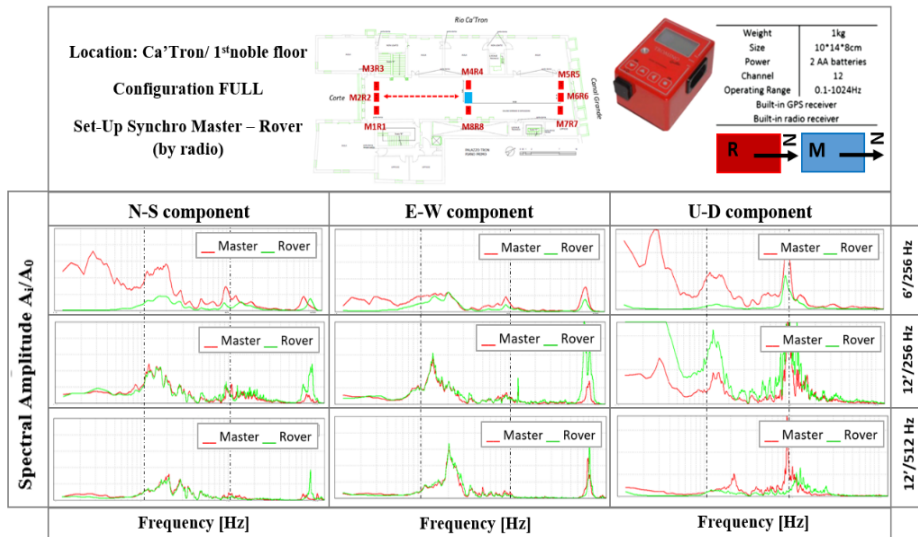 Location: Ca’Tron/ 1stnoble floor
Configuration FULL
Set-Up Synchro Master – Rover
(by radio)
Rio Ca'Tron
M3R3
M4R4
M5R5
Corte
M2R2
M6R6
M1R1
M8R8
M7R7
Canal Grande
Weight 1kg
Size 10*14*8cm
Power 2 AA batteries
Channel 12
Operating Range 0.1-1024Hz
Built-in GPS receiver
Built-in radio receiver
R N M N
N-S component E-W component U-D component
Spectral Amplitude Ai/A0
Master Rover Master Rover Master Rover 6’/256 Hz
Master Rover Master Rover Master Rover 12’/256 Hz
Master Rover Master Rover Master Rover 12’/512 Hz
Frequency [Hz] Frequency [Hz] Frequency [Hz]